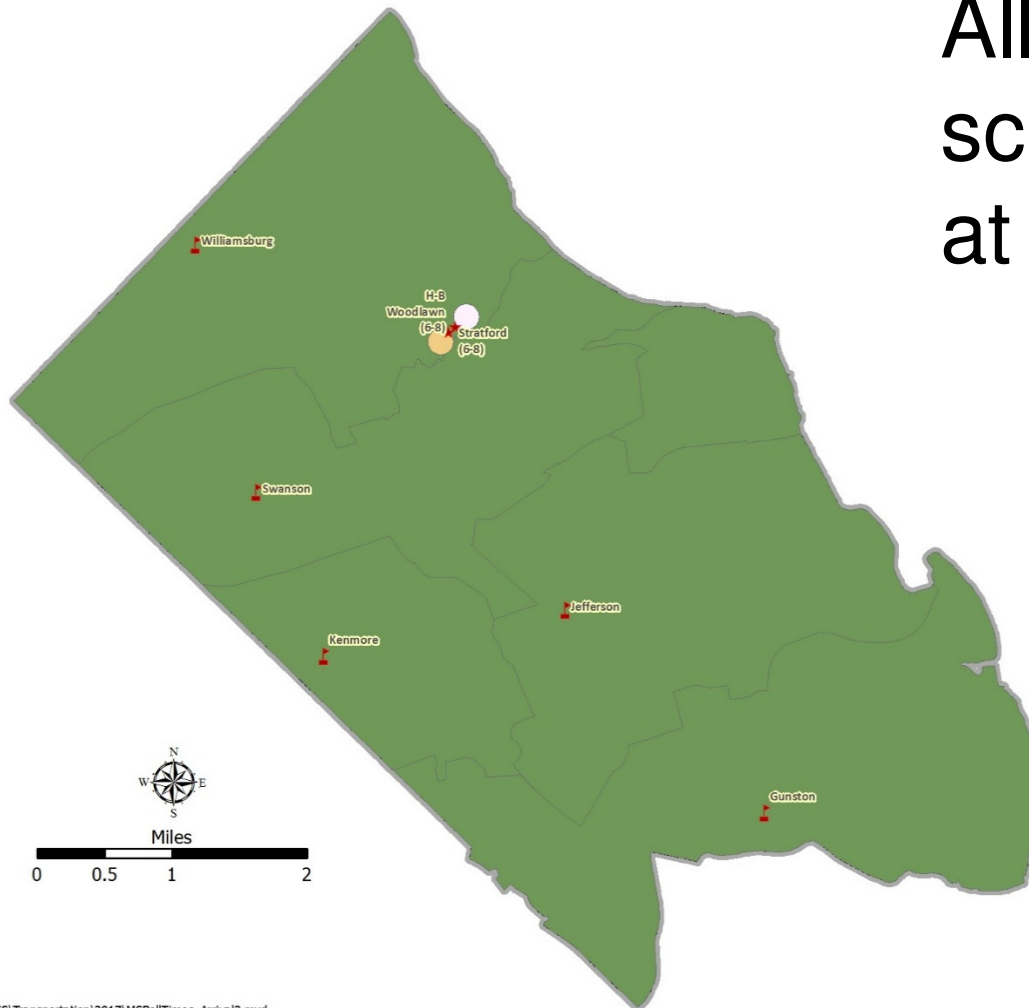 All
sc
at
Williamsburg
H-B
Woodlawn
(6-8)
Stratford
(6-8)
Swanson
Jefferson
Kenmore
Gunston
N
W E
S
Miles
0 0.5 1 2